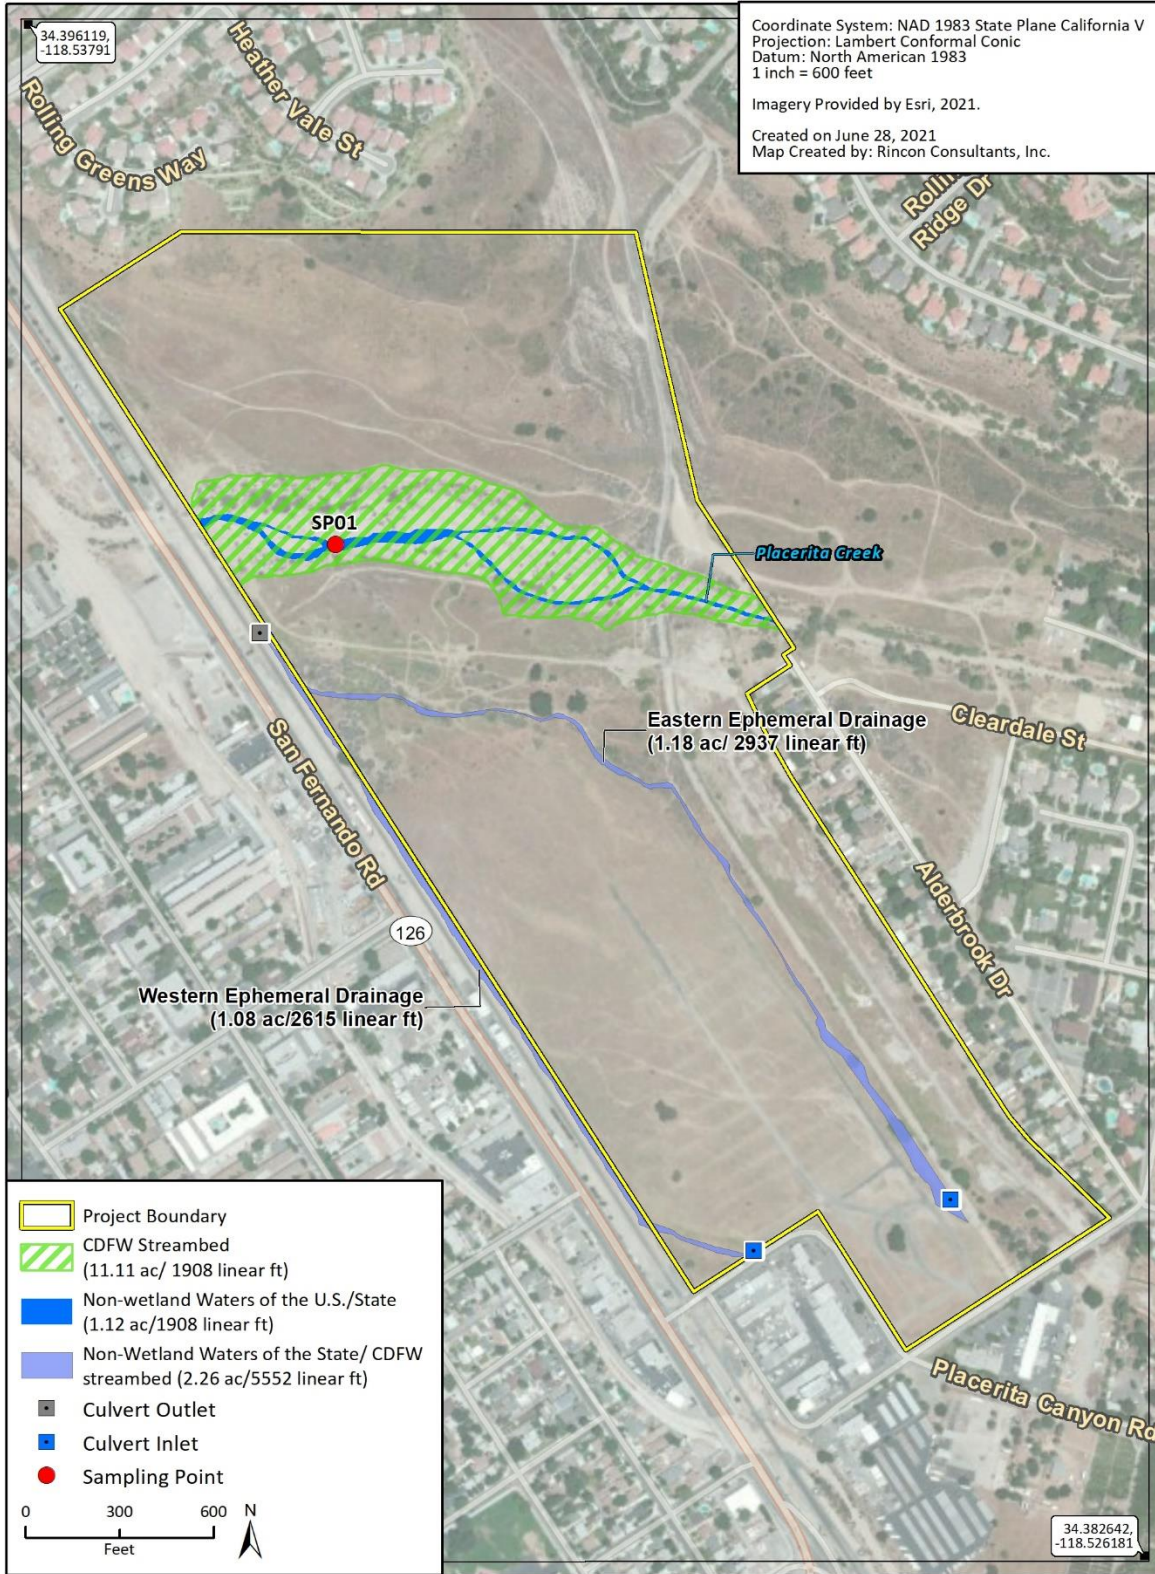 34.396119,
-118.53791
Coordinate System: NAD 1983 State Plane California V
Projection: Lambert Conformal Conic
Datum: North American 1983
1 inch = 600 feet
Imagery Provided by Esri, 2021.
Created on June 28, 2021
Map Created by: Rincon Consultants, Inc.
Heather Vale St
Rolling Greens Way
Ridge Dr
SP01
Placerita Creek
Eastern Ephemeral Drainage
(1.18 ac/ 2937 linear ft)
Cleardale St
San Fernando Rd
Alderbrook Dr
126
Western Ephemeral Drainage
(1.08 ac/2615 linear ft)
Placerita Canyon Rd
Project Boundary
CDFW Streambed
(11.11 ac/ 1908 linear ft)
Non-wetland Waters of the U.S./State
(1.12 ac/1908 linear ft)
Non-Wetland Waters of the State/ CDFW
streambed (2.26 ac/5552 linear ft)
Culvert Outlet
Culvert Inlet
Sampling Point
0 300 600
Feet
N
34.382642,
-118.526181